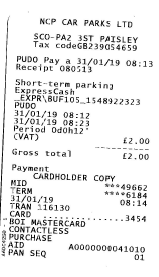 NCP CAR PARKS LTD
SCO-PA2 3ST PAISLEY
Tax codeGB239054659
PUDO Pay a 31/01/19 08:13
Receipt 080513
Short-term parking
ExpressCash
_EXPR\BUF105_1548922323
PUDO
31/01/19 08:12
31/01/19 08:23
Period 0d0h12'
(VAT)
£2.00
Gross total £2.00
Payment
CARDHOLDER COPY
MID ***49662
TERM ****6184
31/01/19 08:14
TRAN 116130
CARD ............3454
BOI MASTERCARD
CONTACTLESS
PURCHASE
AID A0000000041010
PAN SEQ 01